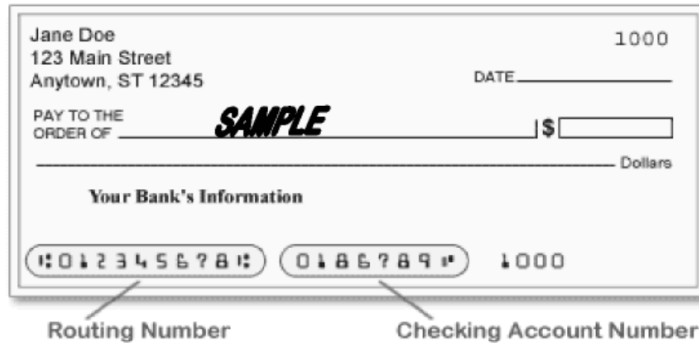 Jane Doe 1000
123 Main Street
Anytown, ST 12345 DATE
PAY TO THE
ORDER OF SAMPLE $
Dollars
Your Bank's Information
⑆012345678⑆ 0186789⑈ 1000
Routing Number Checking Account Number